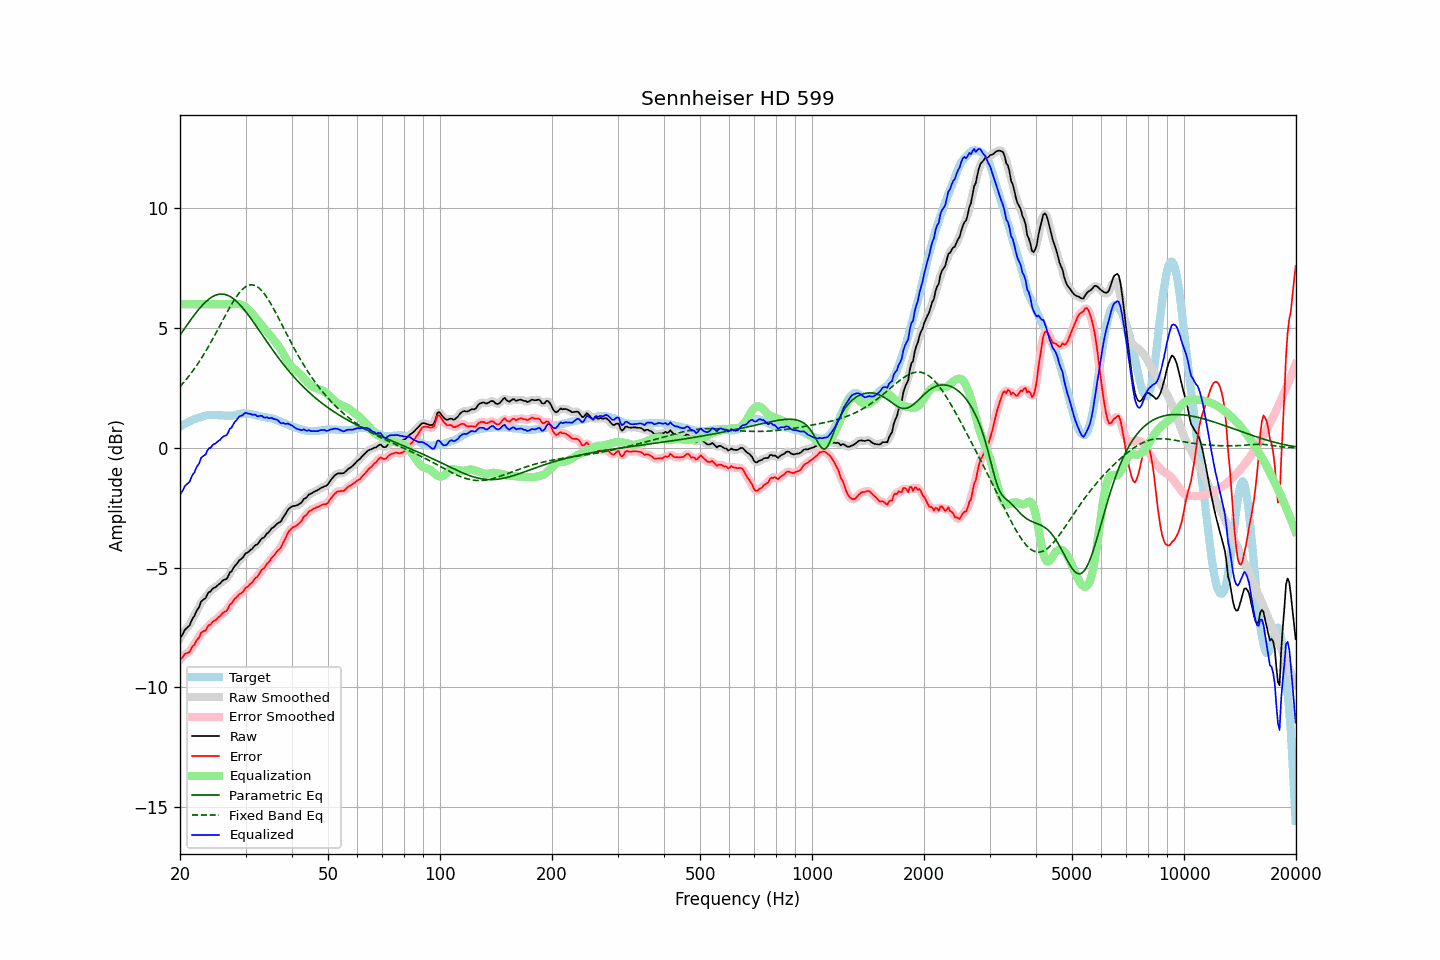 Sennheiser HD 599
Amplitude (dBr)
10
5
0
−5
−10
−15
Target
Raw Smoothed
Error Smoothed
Raw
Error
Equalization
Parametric Eq
Fixed Band Eq
Equalized
20 50 100 200 500 1000 2000 5000 10000 20000
Frequency (Hz)